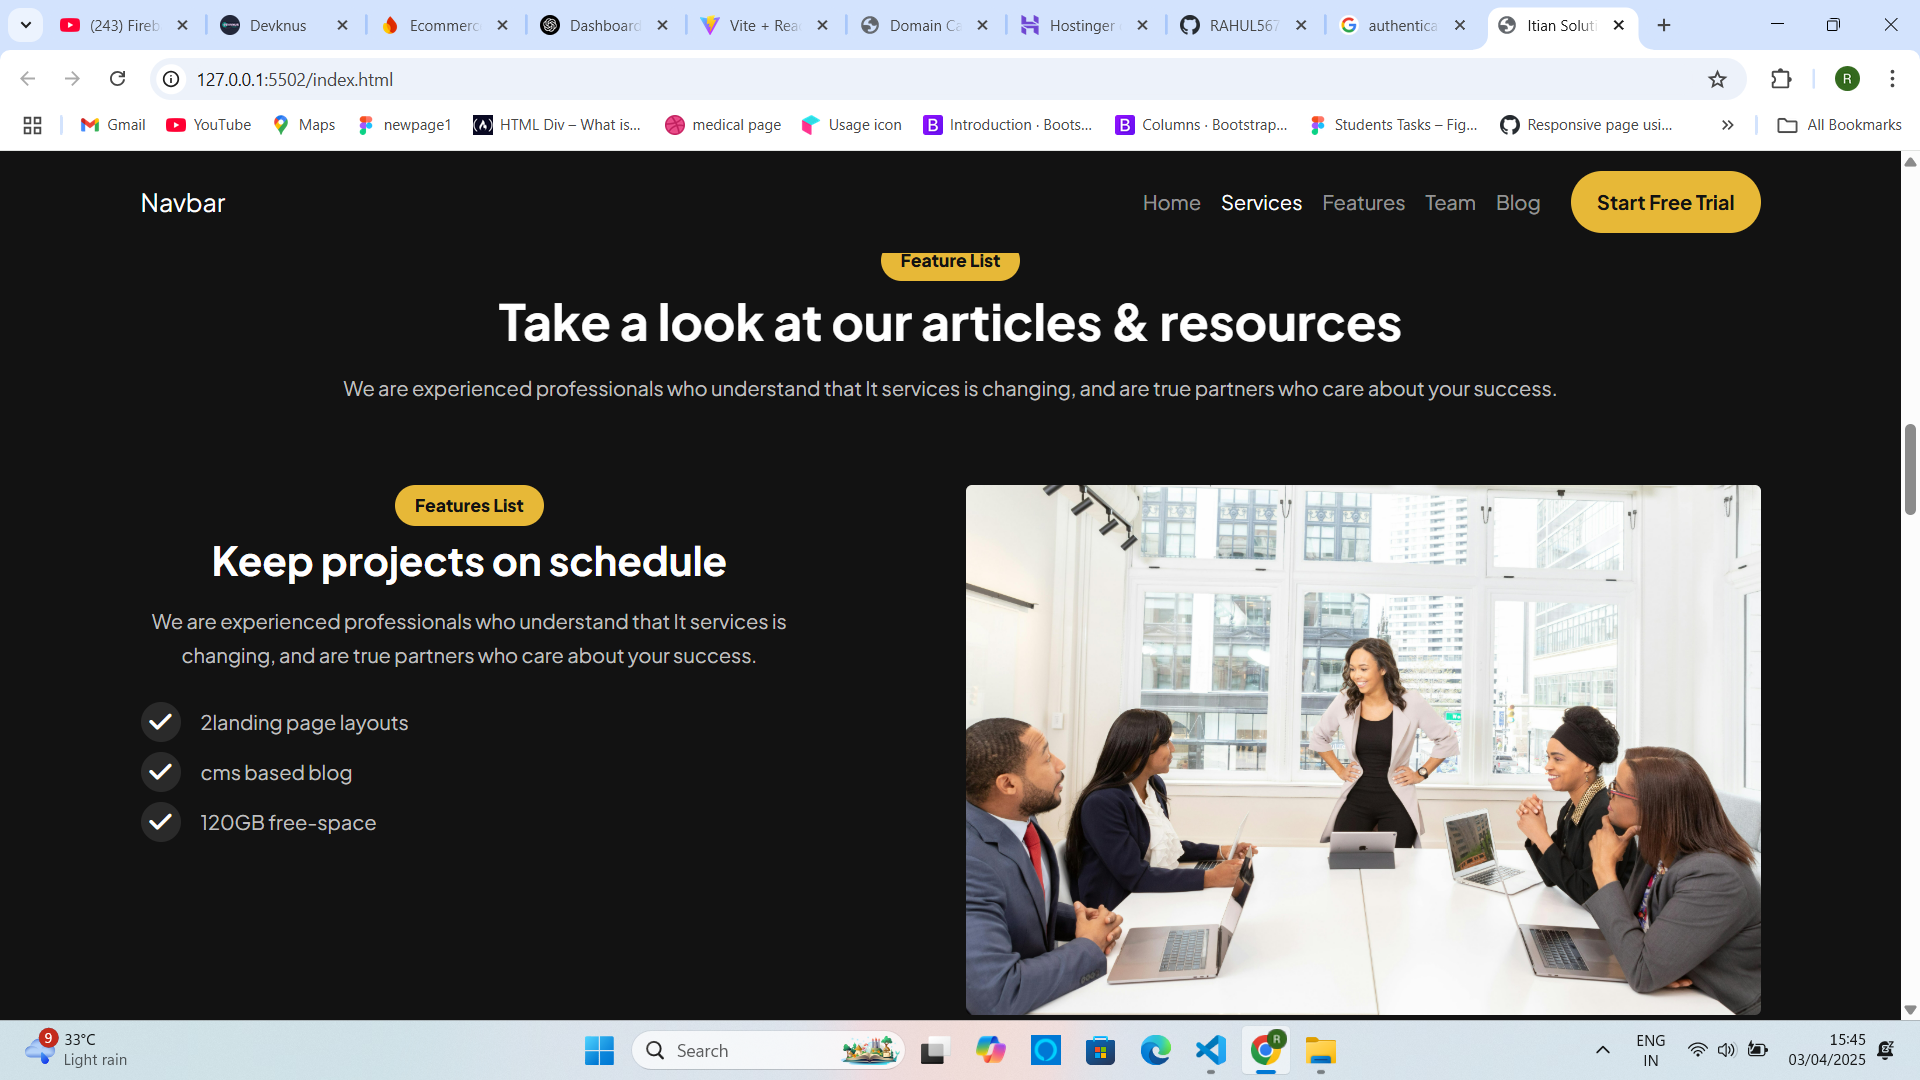 (243) Fireb
Devknus
Ecommerc
Dashboard
Vite + Rea
Domain Ca
Hostinger
RAHUL567
authentica
Itian Soluti
127.0.0.1:5502/index.html
R
Gmail
YouTube
Maps
newpage1
HTML Div – What is...
medical page
Usage icon
Introduction · Boots...
Columns · Bootstrap...
Students Tasks – Fig...
Responsive page usi...
All Bookmarks
Navbar
Home
Services
Features
Team
Blog
Start Free Trial
Feature List
Take a look at our articles & resources
We are experienced professionals who understand that It services is changing, and are true partners who care about your success.
Features List
Keep projects on schedule
We are experienced professionals who understand that It services is
changing, and are true partners who care about your success.
2landing page layouts
cms based blog
120GB free-space
9
33°C
Light rain
Search
R
ENG
IN
15:45
03/04/2025